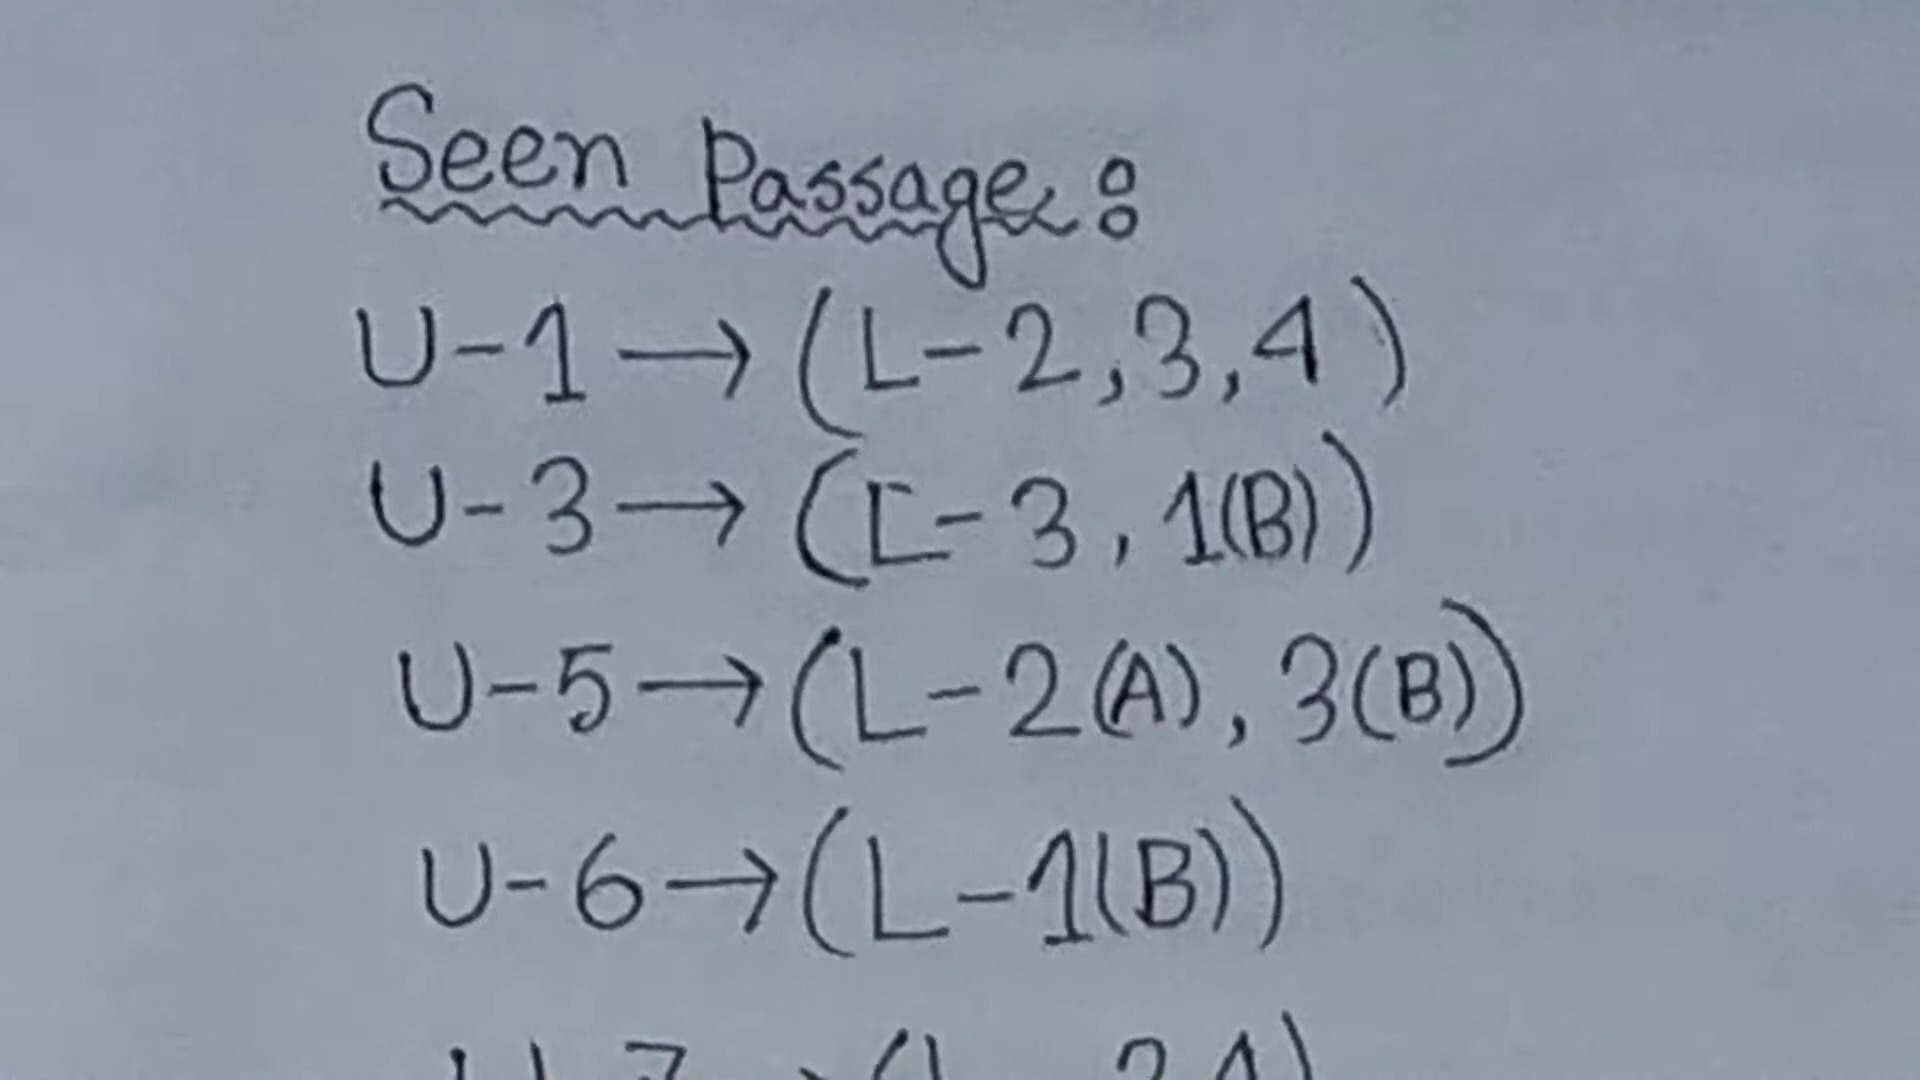 Seen Passage:
U-1→(L-2,3,4)
U-3→(L-3, 1(B))
U-5→(L-2(A), 3(B))
U-6→(L-1(B))